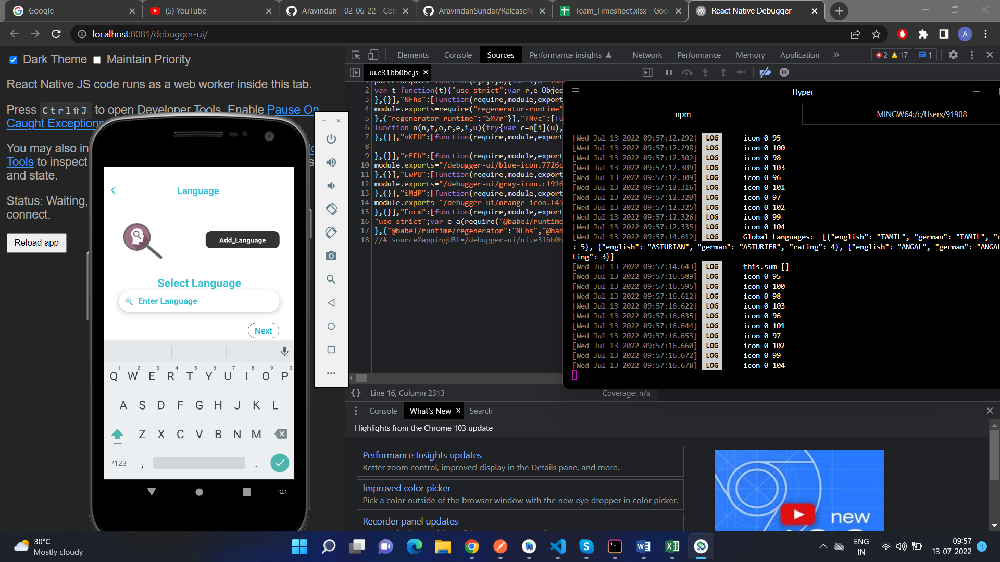 Google
(5) YouTube
Aravindan - 02-06-22 - Con
AravindanSundar/ReleaseN
Team_Timesheet.xlsx - Goo
React Native Debugger
localhost:8081/debugger-ui/
A
Dark Theme
Maintain Priority
React Native JS code runs as a web worker inside this tab.
Press Ctrl⇧J to open Developer Tools. Enable Pause On
Caught Exceptions
You may also in
Tools to inspect
and state.
Status: Waiting,
connect.
Reload app
Language
Add_Language
Select Language
Enter Language
Next
1 2 3 4 5 6 7 8 9 0
Q W E R T Y U I O P
A S D F G H J K L
Z X C V B N M
?123 , .
Elements
Console
Sources
Performance insights
Network
Performance
Memory
Application
2
17
1
ui.e31bb0bc.js
2 var t=function(t){"use strict";var r,e=Objec
3 },{}],"NFhs":[function(require,module,export
4 module.exports=require("regenerator-runtime"
5 },{"regenerator-runtime":"SM7r"}],"fNvc":[fu
6 function n(n,t,o,r,e,i,u){try{var c=n[i](u),
7 },{}],"vKFU":[function(require,module,export
8
9 },{}],"rEFh":[function(require,module,export
10 module.exports="/debugger-ui/blue-icon.7726c
11 },{}],"LwPU":[function(require,module,export
12 module.exports="/debugger-ui/gray-icon.c1916
13 },{}],"iMdP":[function(require,module,export
14 module.exports="/debugger-ui/orange-icon.f45
15 },{}],"Focm":[function(require,module,export
16 "use strict";var e=a(require("@babel/runtime
17 },{"@babel/runtime/regenerator":"NFhs","@bab
18 //# sourceMappingURL=/debugger-ui/ui.e31bb0b
Line 16, Column 2313
Coverage: n/a
Hyper
npm
MINGW64:/c/Users/91908
[Wed Jul 13 2022 09:57:12.292] LOG icon 0 95
[Wed Jul 13 2022 09:57:12.298] LOG icon 0 100
[Wed Jul 13 2022 09:57:12.302] LOG icon 0 98
[Wed Jul 13 2022 09:57:12.309] LOG icon 0 103
[Wed Jul 13 2022 09:57:12.309] LOG icon 0 96
[Wed Jul 13 2022 09:57:12.316] LOG icon 0 101
[Wed Jul 13 2022 09:57:12.320] LOG icon 0 97
[Wed Jul 13 2022 09:57:12.325] LOG icon 0 102
[Wed Jul 13 2022 09:57:12.326] LOG icon 0 99
[Wed Jul 13 2022 09:57:12.335] LOG icon 0 104
[Wed Jul 13 2022 09:57:14.612] LOG Global Languages: [{"english": "TAMIL", "german": "TAMIL", "r
: 5}, {"english": "ASTURIAN", "german": "ASTURIER", "rating": 4}, {"english": "ANGAL", "german": "ANGAL
ting": 3}]
[Wed Jul 13 2022 09:57:14.643] LOG this.sum []
[Wed Jul 13 2022 09:57:16.589] LOG icon 0 95
[Wed Jul 13 2022 09:57:16.595] LOG icon 0 100
[Wed Jul 13 2022 09:57:16.612] LOG icon 0 98
[Wed Jul 13 2022 09:57:16.622] LOG icon 0 103
[Wed Jul 13 2022 09:57:16.635] LOG icon 0 96
[Wed Jul 13 2022 09:57:16.644] LOG icon 0 101
[Wed Jul 13 2022 09:57:16.653] LOG icon 0 97
[Wed Jul 13 2022 09:57:16.660] LOG icon 0 102
[Wed Jul 13 2022 09:57:16.672] LOG icon 0 99
[Wed Jul 13 2022 09:57:16.678] LOG icon 0 104
Console
What's New
Search
Highlights from the Chrome 103 update
Performance Insights updates
Better zoom control, improved display in the Details pane, and more.
Improved color picker
Pick a color outside of the browser window with the new eye dropper in color picker.
Recorder panel updates
new
30°C
Mostly cloudy
ENG
IN
09:57
13-07-2022
1